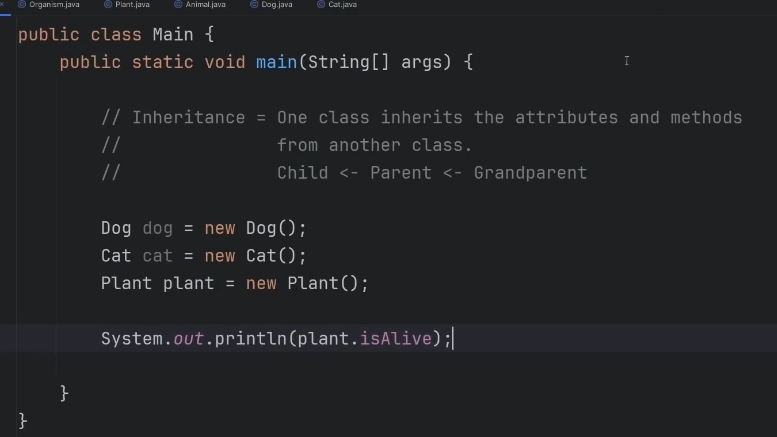 Organism.java Plant.java Animal.java Dog.java Cat.java
public class Main {
public static void main(String[] args) {
// Inheritance = One class inherits the attributes and methods
// from another class.
// Child <- Parent <- Grandparent
Dog dog = new Dog();
Cat cat = new Cat();
Plant plant = new Plant();
System.out.println(plant.isAlive);
}
}